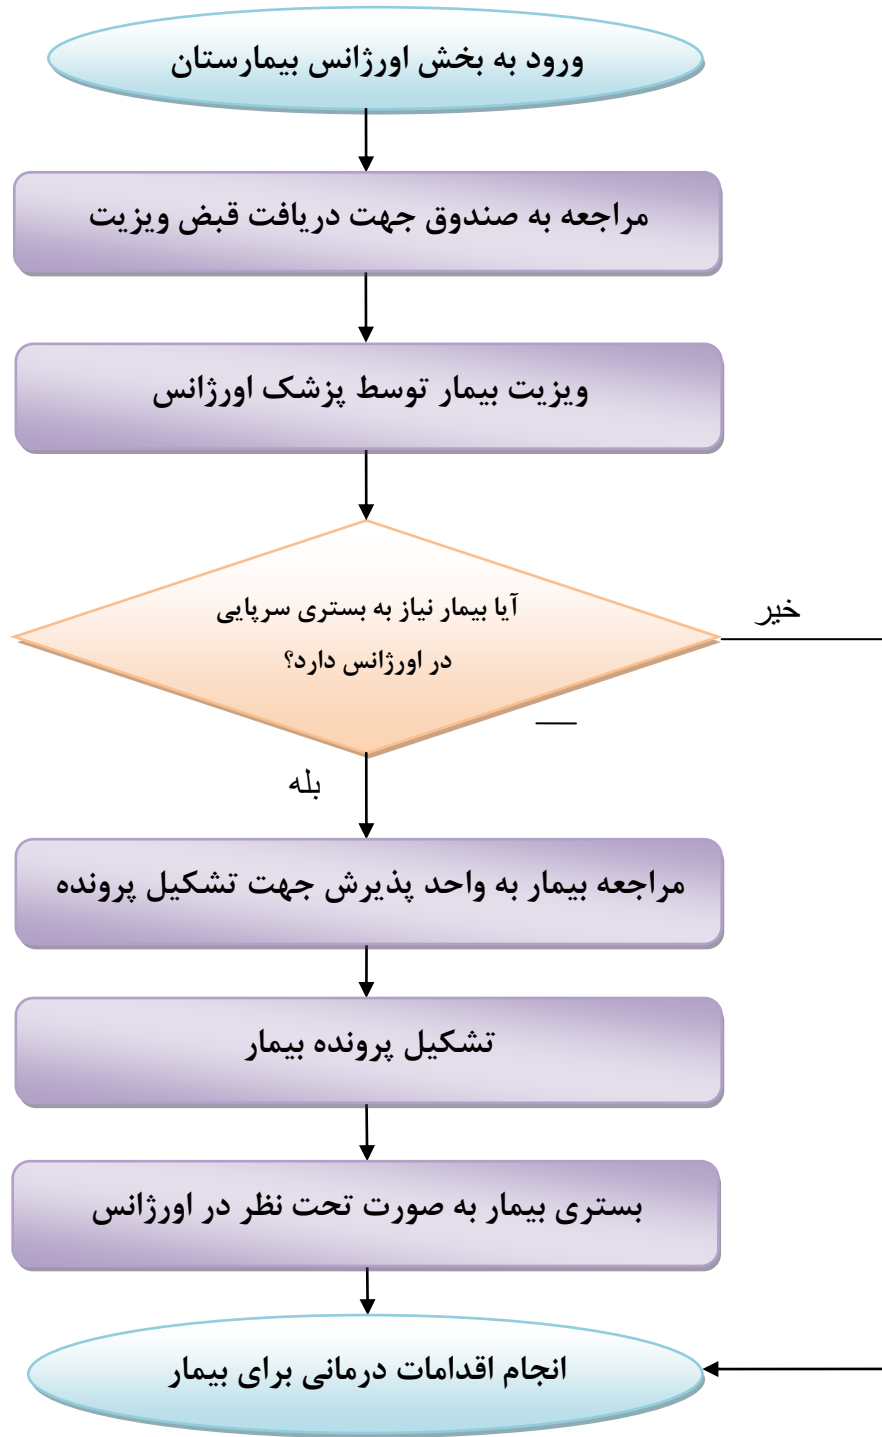 ورود به بخش اورژانس بیمارستان
مراجعه به صندوق جهت دریافت قبض ویزیت
ویزیت بیمار توسط پزشک اورژانس
آیا بیمار نیاز به بستری سرپایی
در اورژانس دارد؟
خیر
بله
مراجعه بیمار به واحد پذیرش جهت تشکیل پرونده
تشکیل پرونده بیمار
بستری بیمار به صورت تحت نظر در اورژانس
انجام اقدامات درمانی برای بیمار